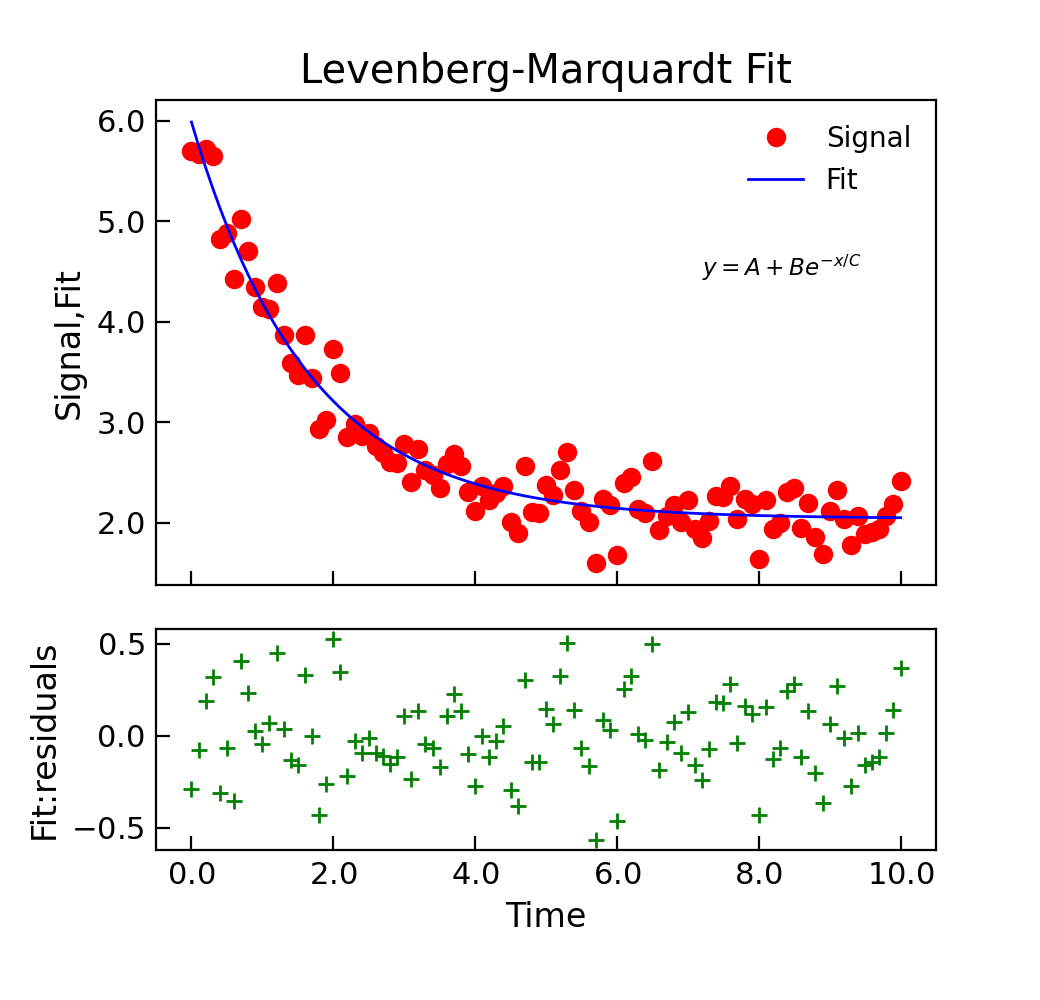 Levenberg-Marquardt Fit
6.0
5.0
4.0
3.0
2.0
Signal,Fit
Signal
Fit
y = A + Be^{-x/C}
0.5
0.0
−0.5
Fit:residuals
0.0 2.0 4.0 6.0 8.0 10.0
Time